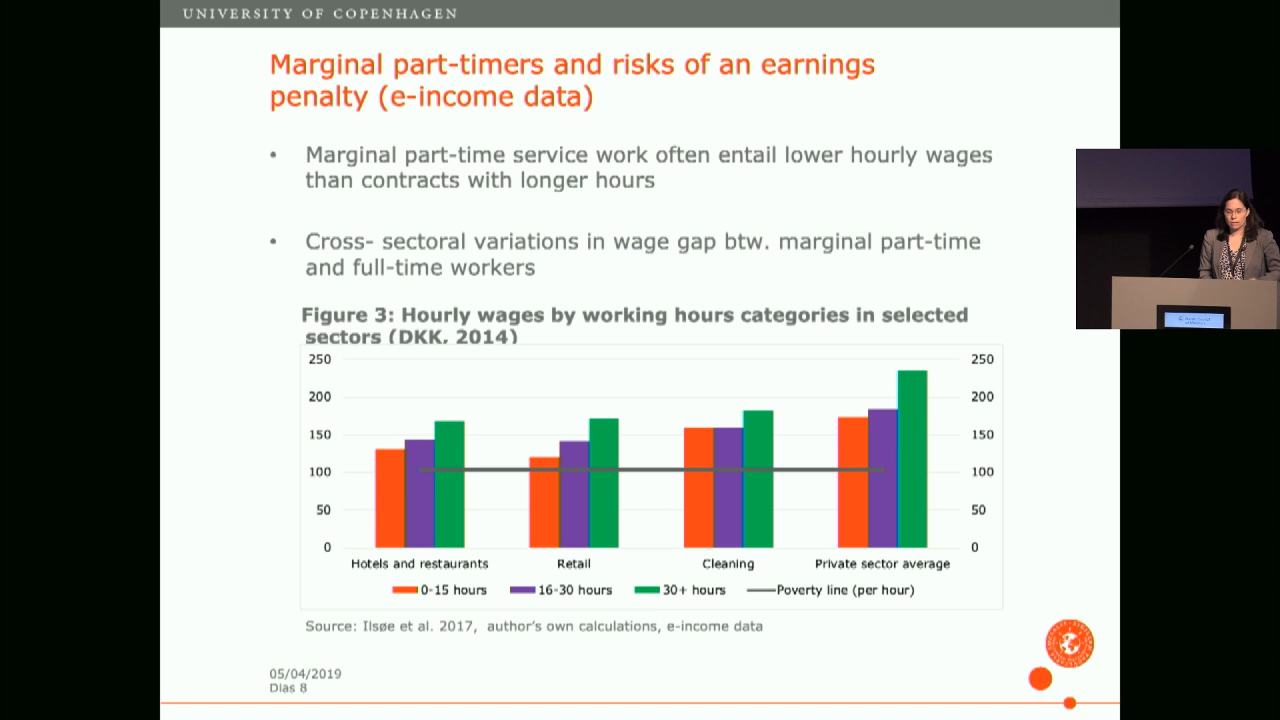 UNIVERSITY OF COPENHAGEN
Marginal part-timers and risks of an earnings
penalty (e-income data)
• Marginal part-time service work often entail lower hourly wages
than contracts with longer hours
• Cross- sectoral variations in wage gap btw. marginal part-time
and full-time workers
Figure 3: Hourly wages by working hours categories in selected
sectors (DKK, 2014)
250 250
200 200
150 150
100 100
50 50
0 0
Hotels and restaurants Retail Cleaning Private sector average
0-15 hours 16-30 hours 30+ hours Poverty line (per hour)
Source: Ilsøe et al. 2017, author's own calculations, e-income data
05/04/2019
Dias 8